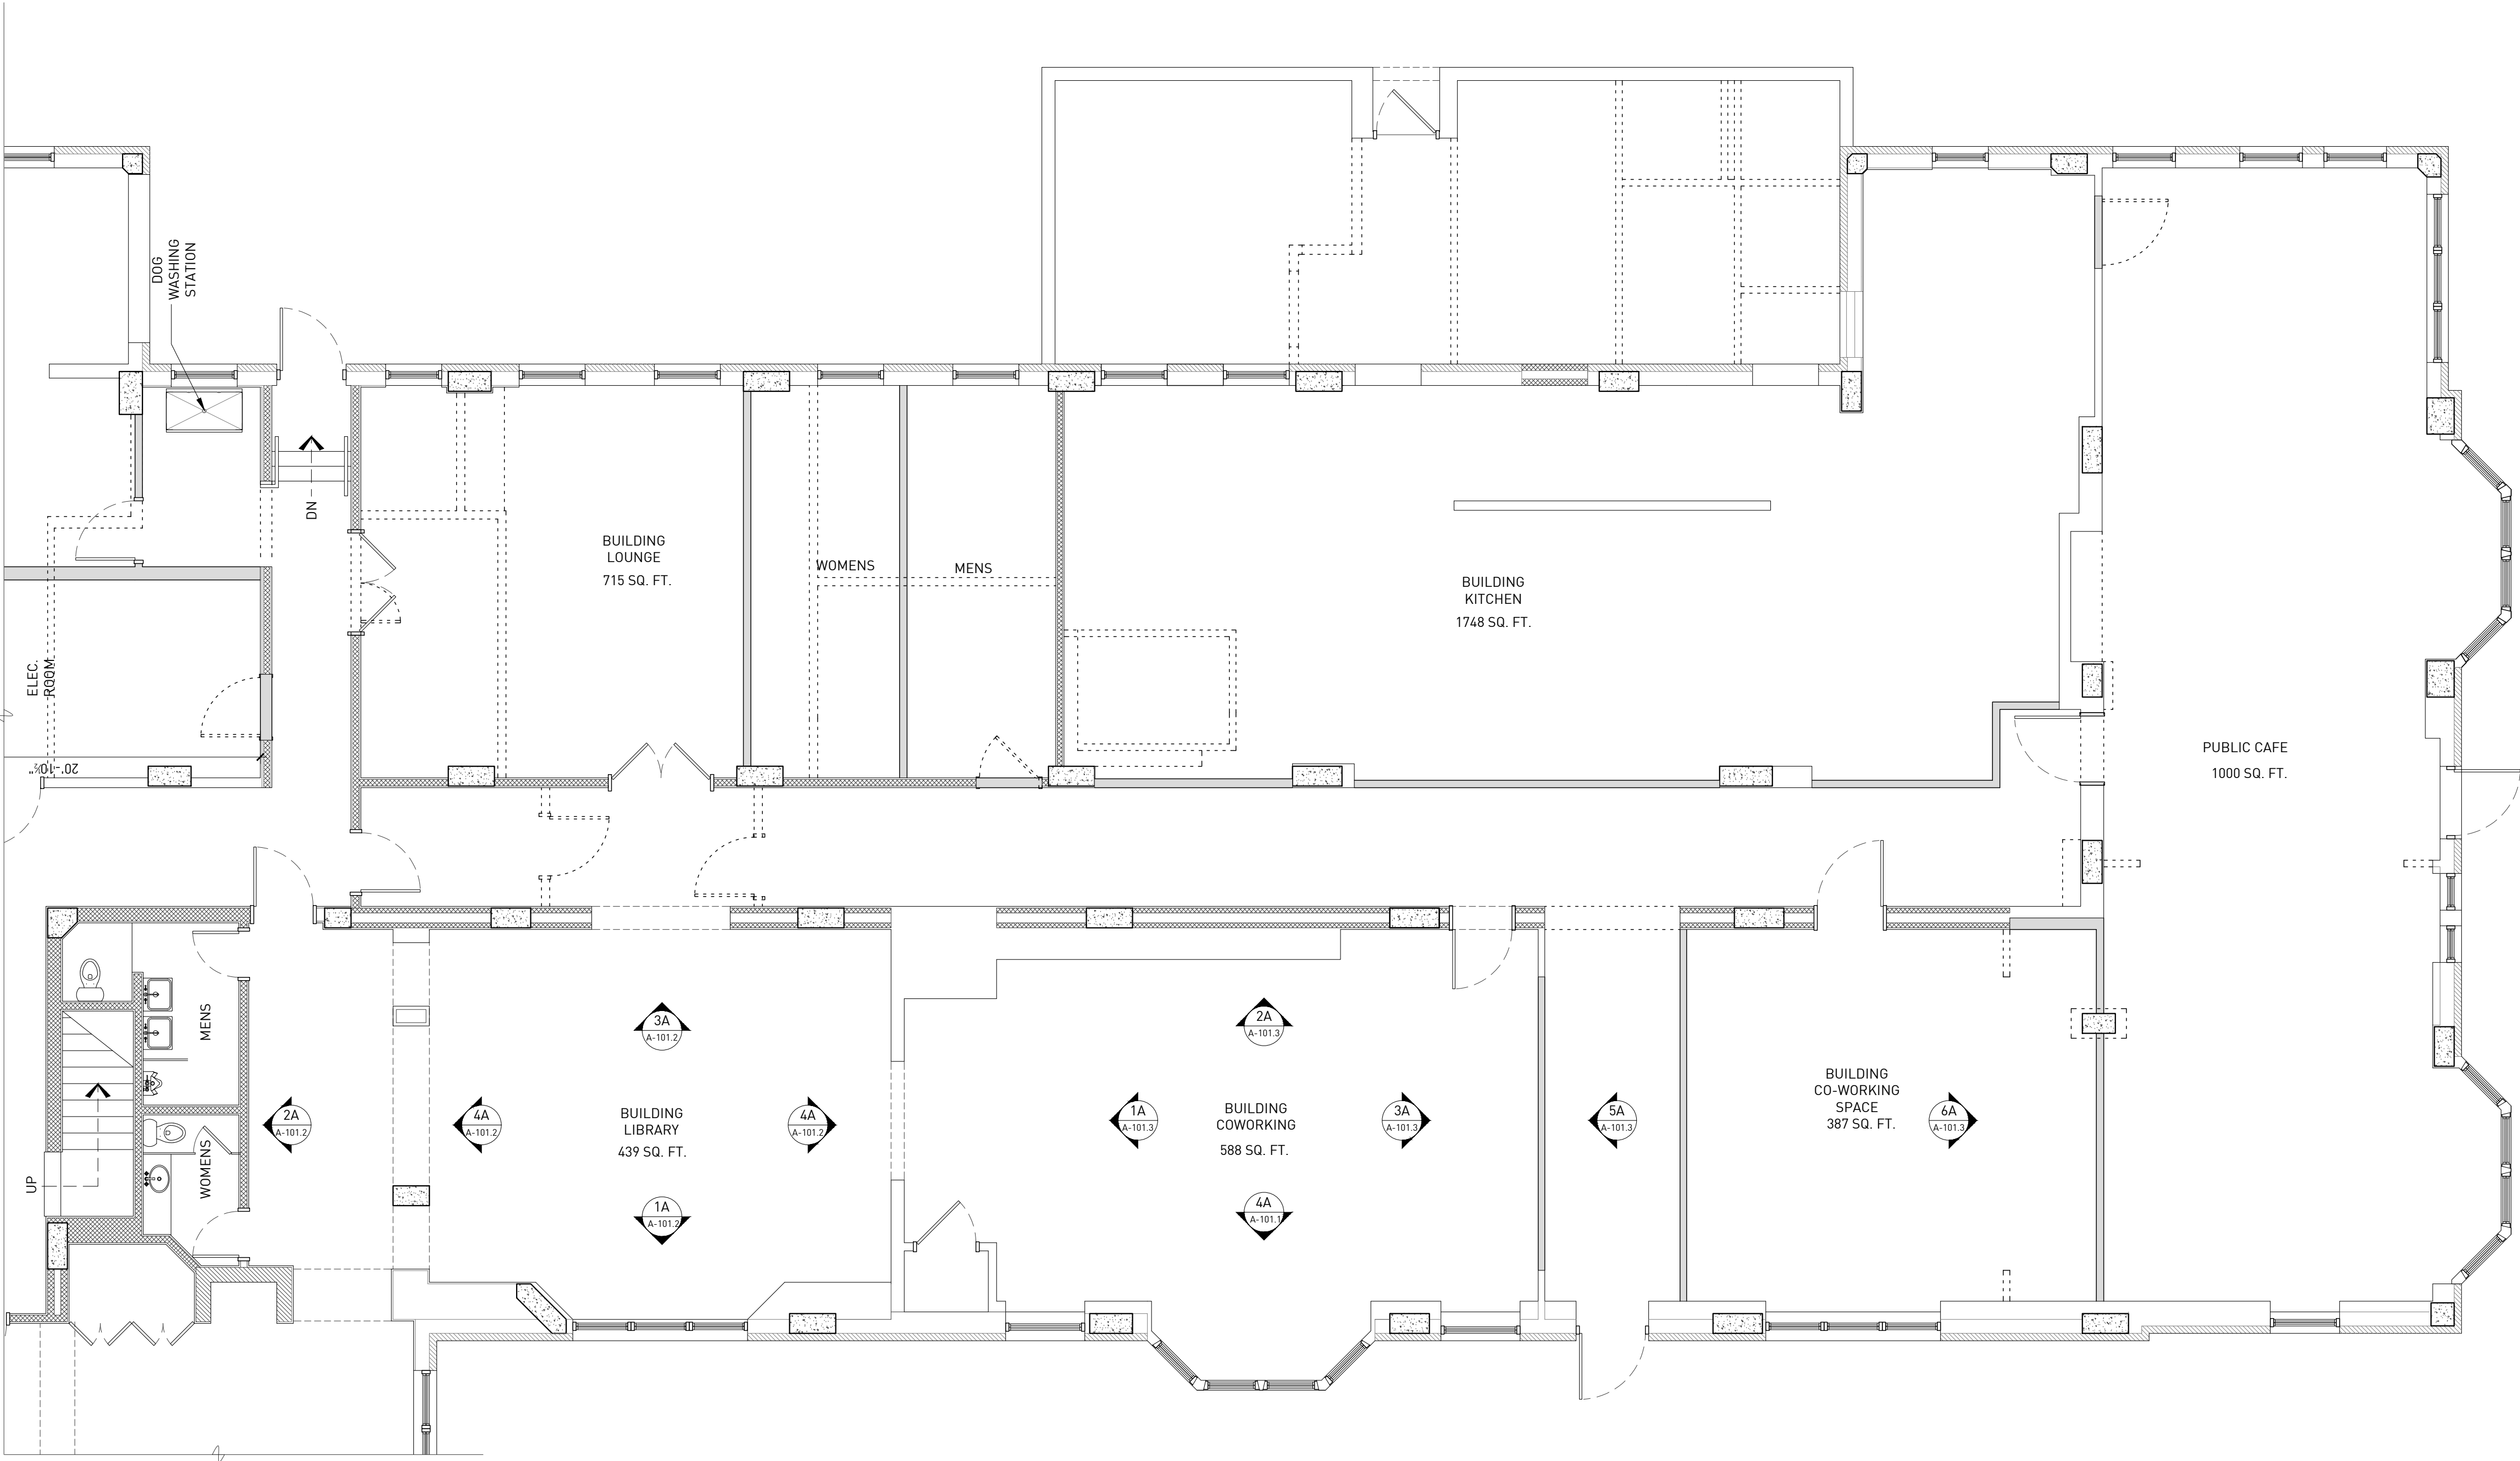 DOG
WASHING
STATION
DN
BUILDING
LOUNGE
715 SQ. FT.
WOMENS
MENS
BUILDING
KITCHEN
1748 SQ. FT.
ELEC.
ROOM
20'-10½"
PUBLIC CAFE
1000 SQ. FT.
MENS
WOMENS
UP
2A
A-101.2
4A
A-101.2
3A
A-101.2
BUILDING
LIBRARY
439 SQ. FT.
4A
A-101.2
1A
A-101.2
2A
A-101.3
1A
A-101.3
BUILDING
COWORKING
588 SQ. FT.
3A
A-101.3
4A
A-101.1
5A
A-101.3
BUILDING
CO-WORKING
SPACE
387 SQ. FT.
6A
A-101.3